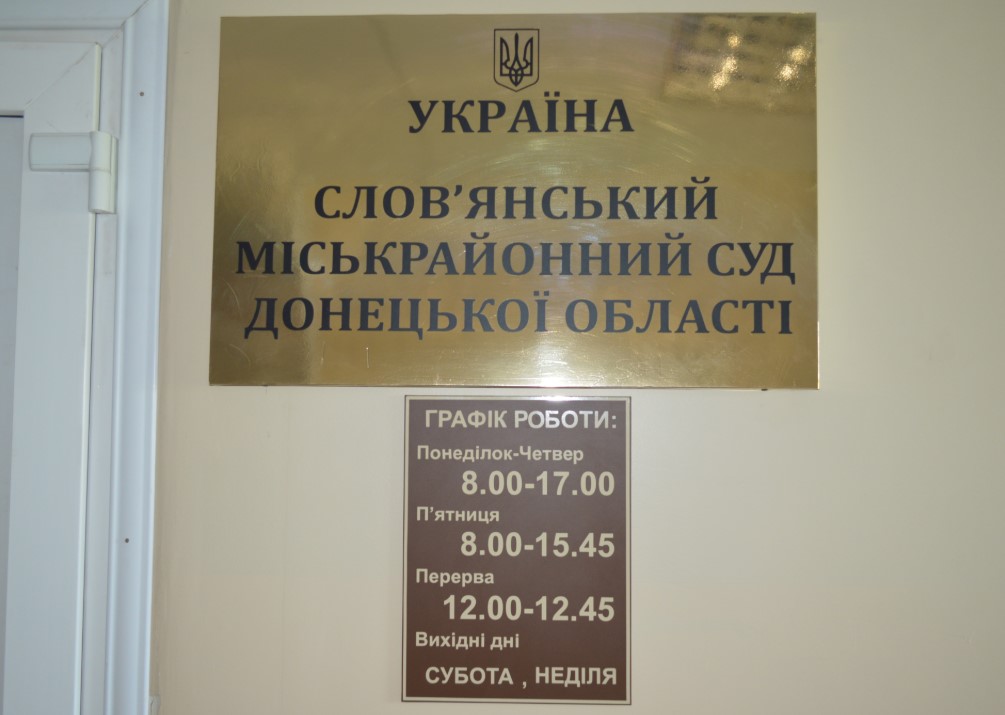 УКРАЇНА
СЛОВ’ЯНСЬКИЙ
МІСЬКРАЙОННИЙ СУД
ДОНЕЦЬКОЇ ОБЛАСТІ
ГРАФІК РОБОТИ:
Понеділок-Четвер
8.00-17.00
П’ятниця
8.00-15.45
Перерва
12.00-12.45
Вихідні дні
СУБОТА , НЕДІЛЯ